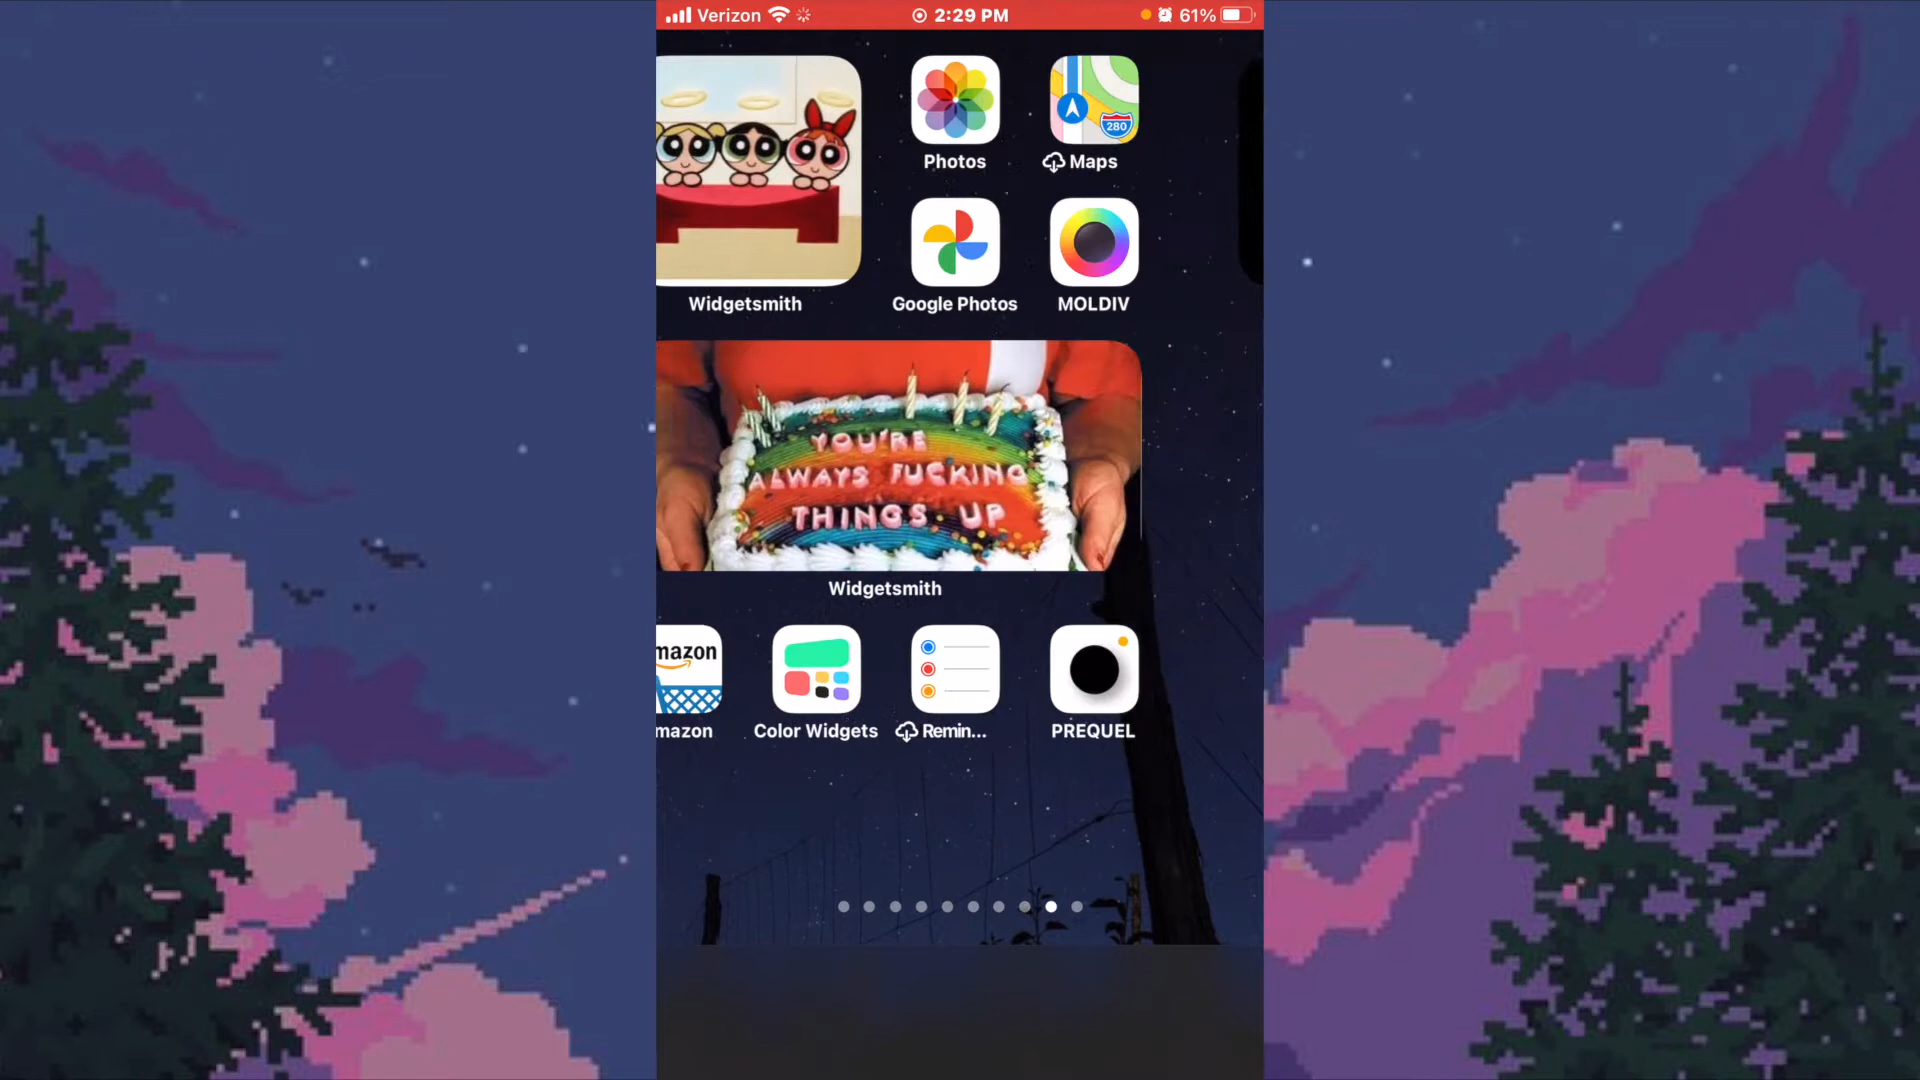 Verizon 2:29 PM 61%
Photos Maps
280
Widgetsmith Google Photos MOLDIV
YOU'RE
ALWAYS FUCKING
THINGS UP
Widgetsmith
mazon
mazon Color Widgets Remin... PREQUEL